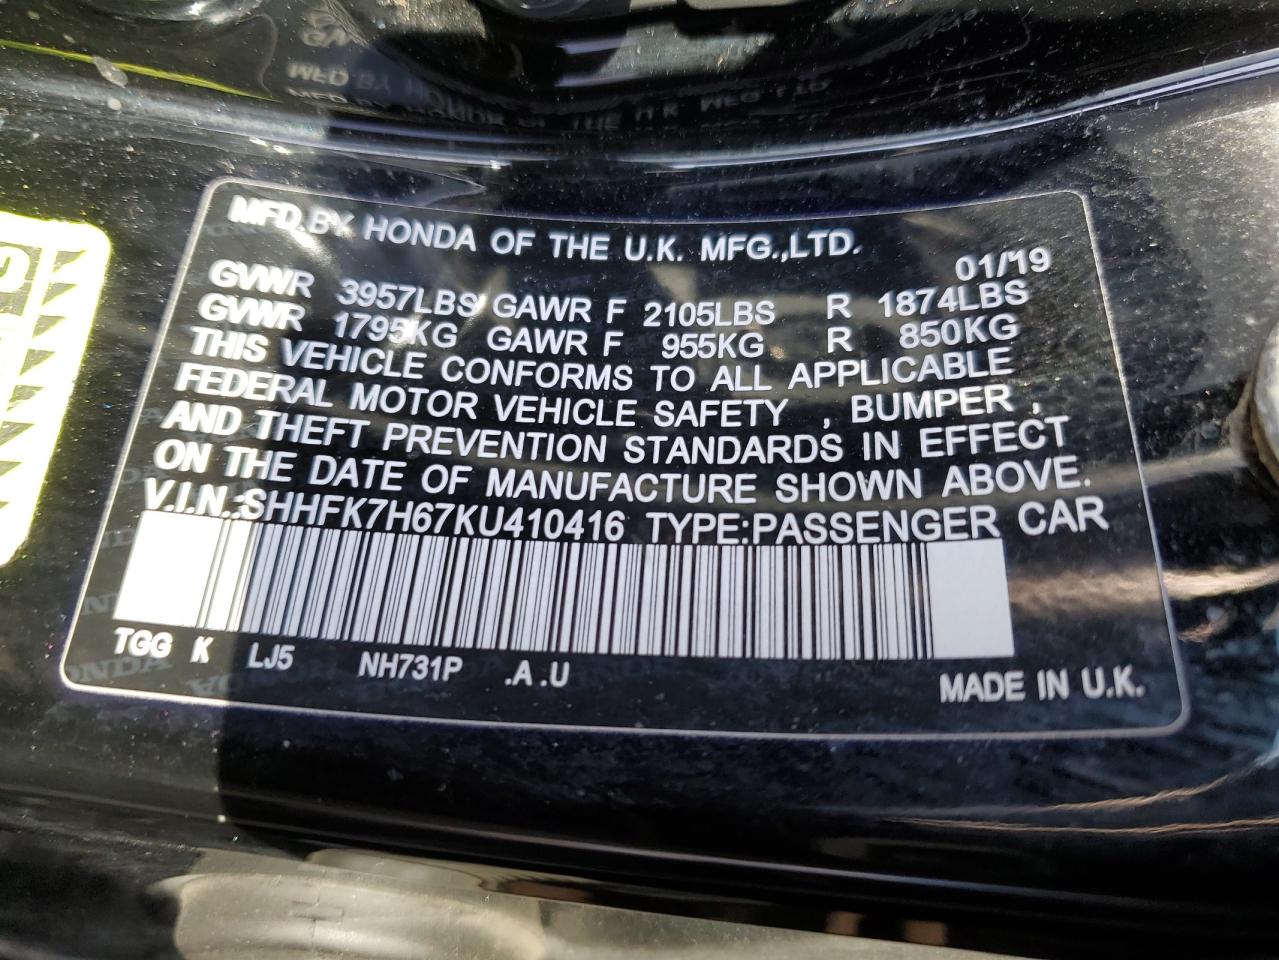 MFD.BY HONDA OF THE U.K. MFG.,LTD.
01/19
GVWR 3957LBS GAWR F 2105LBS R 1874LBS
GVWR 1795KG GAWR F 955KG R 850KG
THIS VEHICLE CONFORMS TO ALL APPLICABLE
FEDERAL MOTOR VEHICLE SAFETY , BUMPER ,
AND THEFT PREVENTION STANDARDS IN EFFECT
ON THE DATE OF MANUFACTURE SHOWN ABOVE.
V.I.N.:SHHFK7H67KU410416 TYPE:PASSENGER CAR
TGG K LJ5 NH731P .A .U
MADE IN U.K.